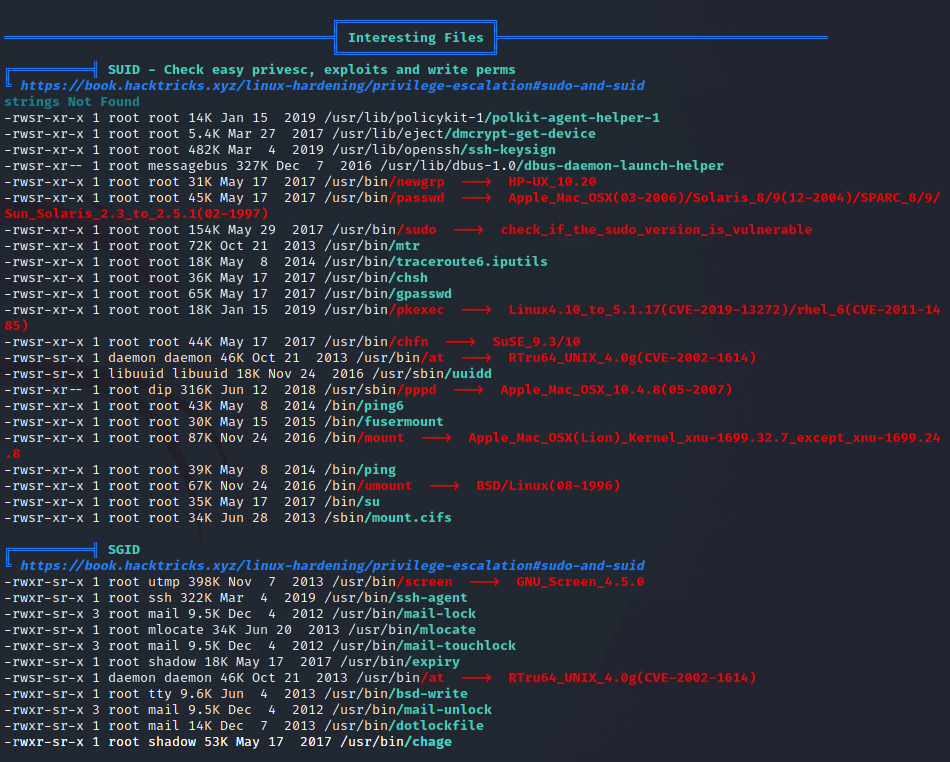 Interesting Files
SUID - Check easy privesc, exploits and write perms
https://book.hacktricks.xyz/linux-hardening/privilege-escalation#sudo-and-suid
strings Not Found
-rwsr-xr-x 1 root root 14K Jan 15  2019 /usr/lib/policykit-1/polkit-agent-helper-1
-rwsr-xr-x 1 root root 5.4K Mar 27  2017 /usr/lib/eject/dmcrypt-get-device
-rwsr-xr-x 1 root root 482K Mar  4  2019 /usr/lib/openssh/ssh-keysign
-rwsr-xr-- 1 root messagebus 327K Dec  7  2016 /usr/lib/dbus-1.0/dbus-daemon-launch-helper
-rwsr-xr-x 1 root root 31K May 17  2017 /usr/bin/newgrp  --->  HP-UX_10.20
-rwsr-xr-x 1 root root 45K May 17  2017 /usr/bin/passwd  --->  Apple_Mac_OSX(03-2006)/Solaris_8/9(12-2004)/SPARC_8/9/
Sun_Solaris_2.3_to_2.5.1(02-1997)
-rwsr-xr-x 1 root root 154K May 29  2017 /usr/bin/sudo  --->  check_if_the_sudo_version_is_vulnerable
-rwsr-xr-x 1 root root 72K Oct 21  2013 /usr/bin/mtr
-rwsr-xr-x 1 root root 18K May  8  2014 /usr/bin/traceroute6.iputils
-rwsr-xr-x 1 root root 36K May 17  2017 /usr/bin/chsh
-rwsr-xr-x 1 root root 65K May 17  2017 /usr/bin/gpasswd
-rwsr-xr-x 1 root root 18K Jan 15  2019 /usr/bin/pkexec  --->  Linux4.10_to_5.1.17(CVE-2019-13272)/rhel_6(CVE-2011-14
85)
-rwsr-xr-x 1 root root 44K May 17  2017 /usr/bin/chfn  --->  SuSE_9.3/10
-rwsr-sr-x 1 daemon daemon 46K Oct 21  2013 /usr/bin/at  --->  RTru64_UNIX_4.0g(CVE-2002-1614)
-rwsr-sr-x 1 libuuid libuuid 18K Nov 24  2016 /usr/sbin/uuidd
-rwsr-xr-- 1 root dip 316K Jun 12  2018 /usr/sbin/pppd  --->  Apple_Mac_OSX_10.4.8(05-2007)
-rwsr-xr-x 1 root root 43K May  8  2014 /bin/ping6
-rwsr-xr-x 1 root root 30K May 15  2015 /bin/fusermount
-rwsr-xr-x 1 root root 87K Nov 24  2016 /bin/mount  --->  Apple_Mac_OSX(Lion)_Kernel_xnu-1699.32.7_except_xnu-1699.24
.8
-rwsr-xr-x 1 root root 39K May  8  2014 /bin/ping
-rwsr-xr-x 1 root root 67K Nov 24  2016 /bin/umount  --->  BSD/Linux(08-1996)
-rwsr-xr-x 1 root root 35K May 17  2017 /bin/su
-rwsr-xr-x 1 root root 34K Jun 28  2013 /sbin/mount.cifs
SGID
https://book.hacktricks.xyz/linux-hardening/privilege-escalation#sudo-and-suid
-rwxr-sr-x 1 root utmp 398K Nov  7  2013 /usr/bin/screen  --->  GNU_Screen_4.5.0
-rwxr-sr-x 1 root ssh 322K Mar  4  2019 /usr/bin/ssh-agent
-rwxr-sr-x 3 root mail 9.5K Dec  4  2012 /usr/bin/mail-lock
-rwxr-sr-x 1 root mlocate 34K Jun 20  2013 /usr/bin/mlocate
-rwxr-sr-x 3 root mail 9.5K Dec  4  2012 /usr/bin/mail-touchlock
-rwxr-sr-x 1 root shadow 18K May 17  2017 /usr/bin/expiry
-rwsr-sr-x 1 daemon daemon 46K Oct 21  2013 /usr/bin/at  --->  RTru64_UNIX_4.0g(CVE-2002-1614)
-rwxr-sr-x 1 root tty 9.6K Jun  4  2013 /usr/bin/bsd-write
-rwxr-sr-x 3 root mail 9.5K Dec  4  2012 /usr/bin/mail-unlock
-rwxr-sr-x 1 root mail 14K Dec  7  2013 /usr/bin/dotlockfile
-rwxr-sr-x 1 root shadow 53K May 17  2017 /usr/bin/chage